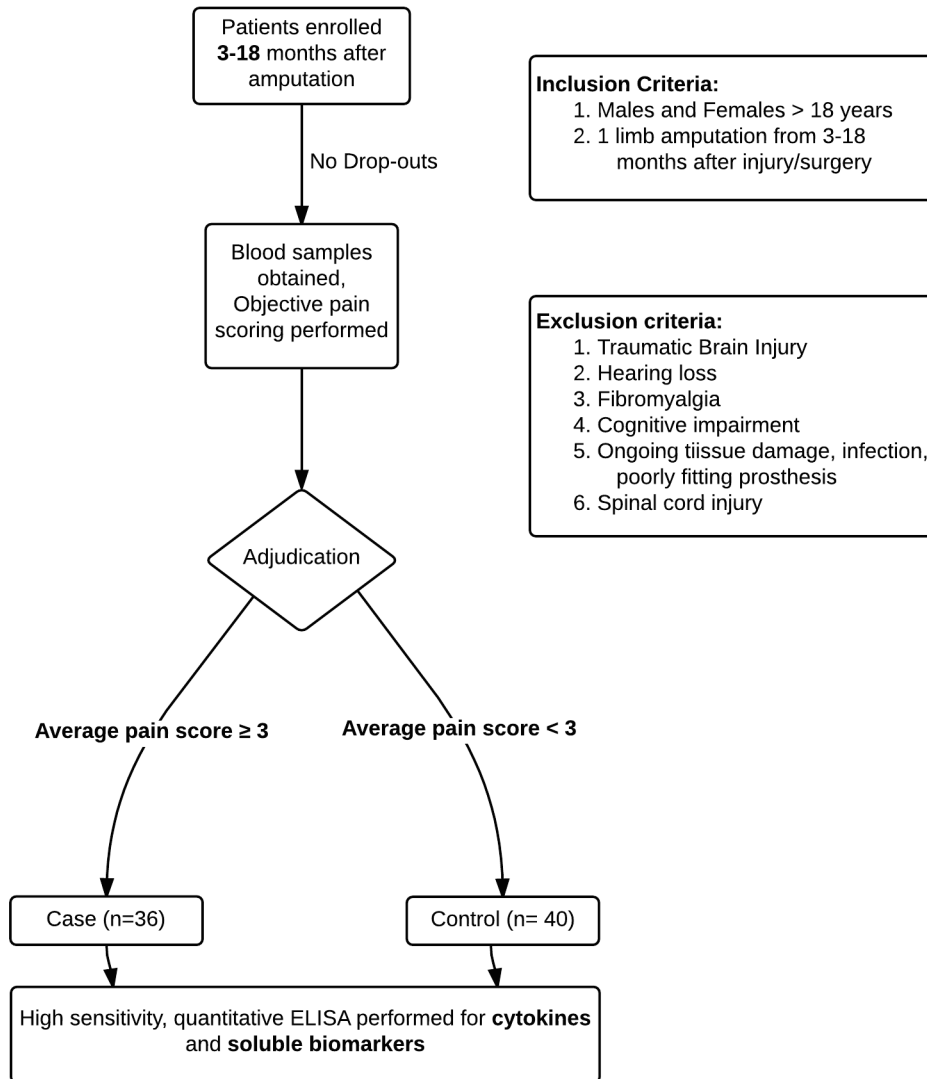 Patients enrolled
3-18 months after
amputation
No Drop-outs
Blood samples
obtained,
Objective pain
scoring performed
Adjudication
Average pain score ≥ 3
Average pain score < 3
Case (n=36)
Control (n= 40)
High sensitivity, quantitative ELISA performed for cytokines
and soluble biomarkers
Inclusion Criteria:
1. Males and Females > 18 years
2. 1 limb amputation from 3-18
months after injury/surgery
Exclusion criteria:
1. Traumatic Brain Injury
2. Hearing loss
3. Fibromyalgia
4. Cognitive impairment
5. Ongoing tiissue damage, infection,
poorly fitting prosthesis
6. Spinal cord injury